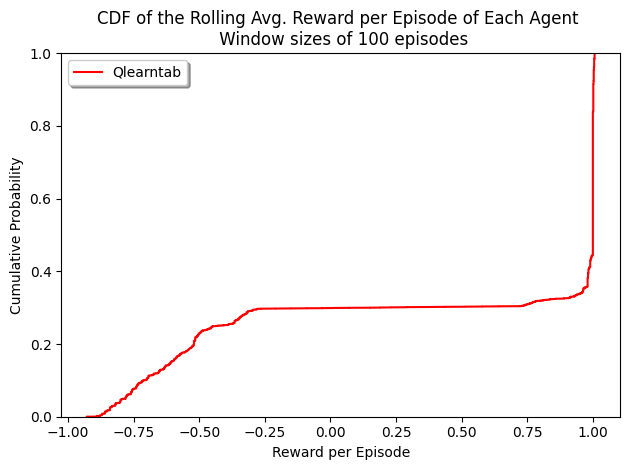 CDF of the Rolling Avg. Reward per Episode of Each Agent
Window sizes of 100 episodes
Qlearntab
1.0
0.8
0.6
0.4
0.2
0.0
Cumulative Probability
−1.00 −0.75 −0.50 −0.25 0.00 0.25 0.50 0.75 1.00
Reward per Episode